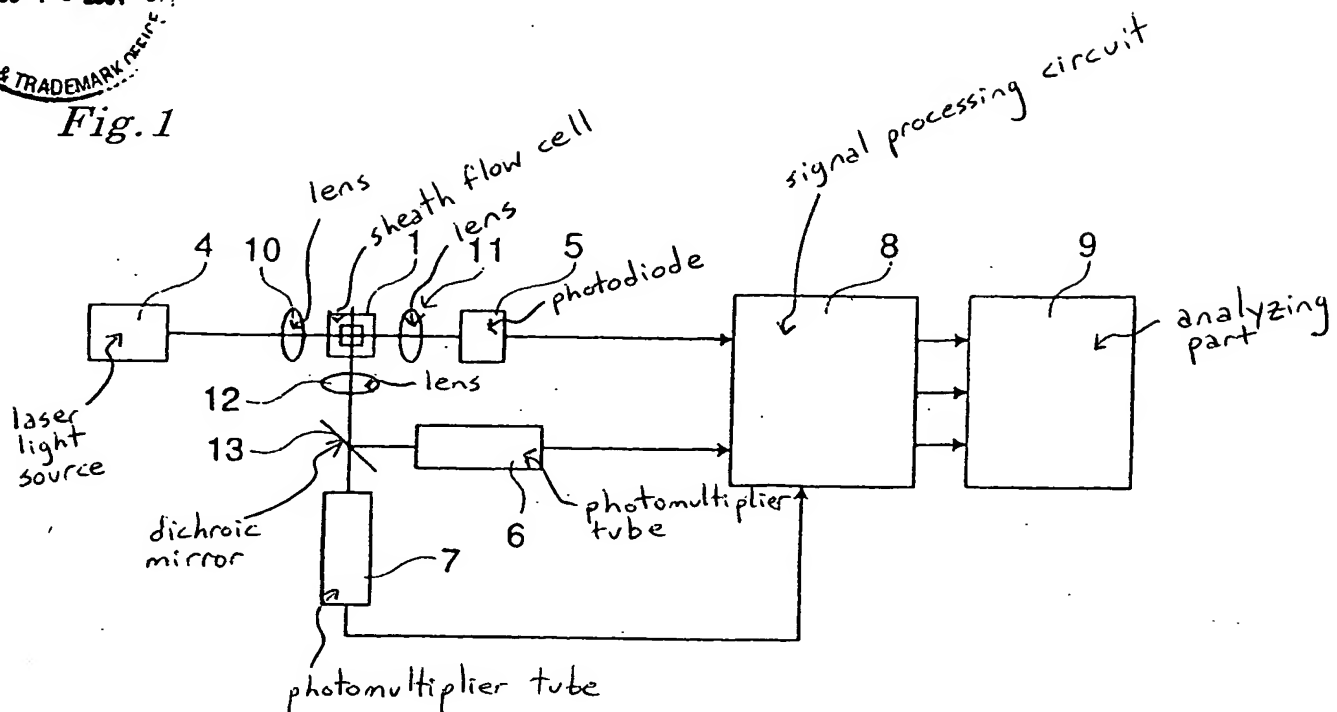 & TRADEMARK OFFICE
Fig. 1
signal processing circuit
lens
sheath flow cell
lens
4
10
1
11
5
photodiode
8
9
analyzing
part
laser
light
source
12
lens
13
dichroic
mirror
6
photomultiplier
tube
7
photomultiplier tube